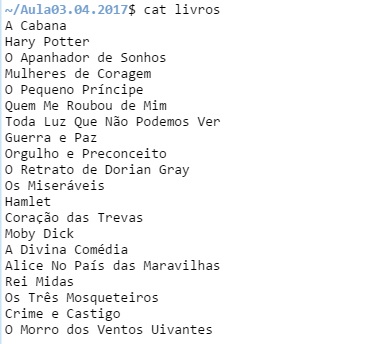 ~/Aula03.04.2017$ cat livros
A Cabana
Hary Potter
O Apanhador de Sonhos
Mulheres de Coragem
O Pequeno Príncipe
Quem Me Roubou de Mim
Toda Luz Que Não Podemos Ver
Guerra e Paz
Orgulho e Preconceito
O Retrato de Dorian Gray
Os Miseráveis
Hamlet
Coração das Trevas
Moby Dick
A Divina Comédia
Alice No País das Maravilhas
Rei Midas
Os Três Mosqueteiros
Crime e Castigo
O Morro dos Ventos Uivantes